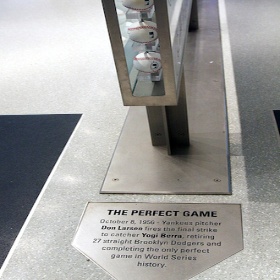 THE PERFECT GAME
October 8, 1956 - Yankees pitcher
Don Larsen fires the final strike
to catcher Yogi Berra, retiring
27 straight Brooklyn Dodgers and
completing the only perfect
game in World Series
history.